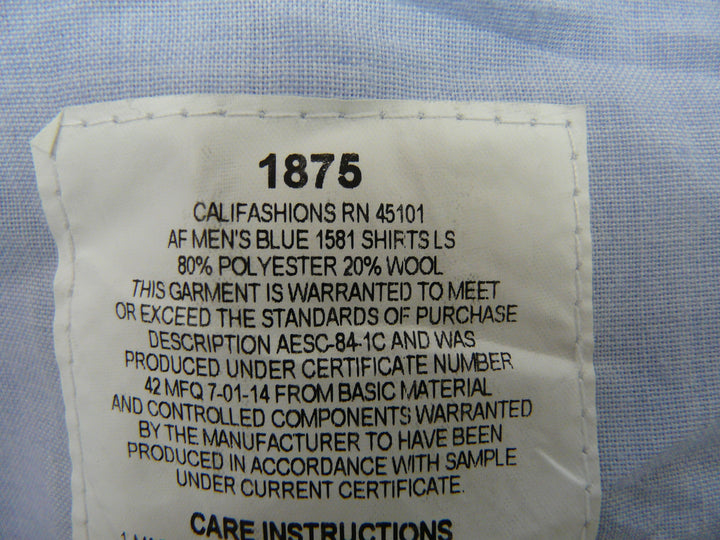 1875
CALIFASHIONS RN 45101
AF MEN'S BLUE 1581 SHIRTS LS
80% POLYESTER 20% WOOL
THIS GARMENT IS WARRANTED TO MEET
OR EXCEED THE STANDARDS OF PURCHASE
DESCRIPTION AESC-84-1C AND WAS
PRODUCED UNDER CERTIFICATE NUMBER
42 MFQ 7-01-14 FROM BASIC MATERIAL
AND CONTROLLED COMPONENTS WARRANTED
BY THE MANUFACTURER TO HAVE BEEN
PRODUCED IN ACCORDANCE WITH SAMPLE
UNDER CURRENT CERTIFICATE.
CARE INSTRUCTIONS